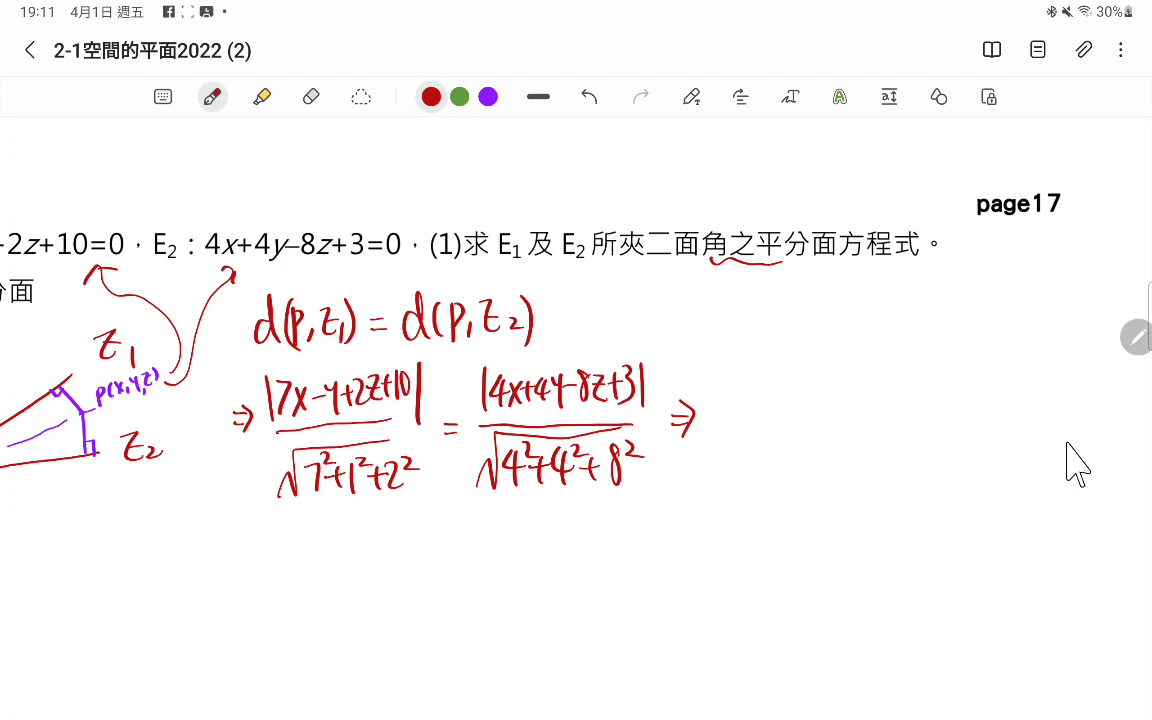 19:11 4月1日 週五 30%
2-1空間的平面2022 (2)
page17
2z+10=0，E₂：4x+4y–8z+3=0，(1)求 E₁ 及 E₂ 所夾二面角之平分面方程式。
分面
d(P,E₁) = d(P,E₂)
E₁
P(x,y,z)
⇒ |7x-y+2z+10| / √7²+1²+2² = |4x+4y-8z+3| / √4²+4²+8² ⇒
E₂